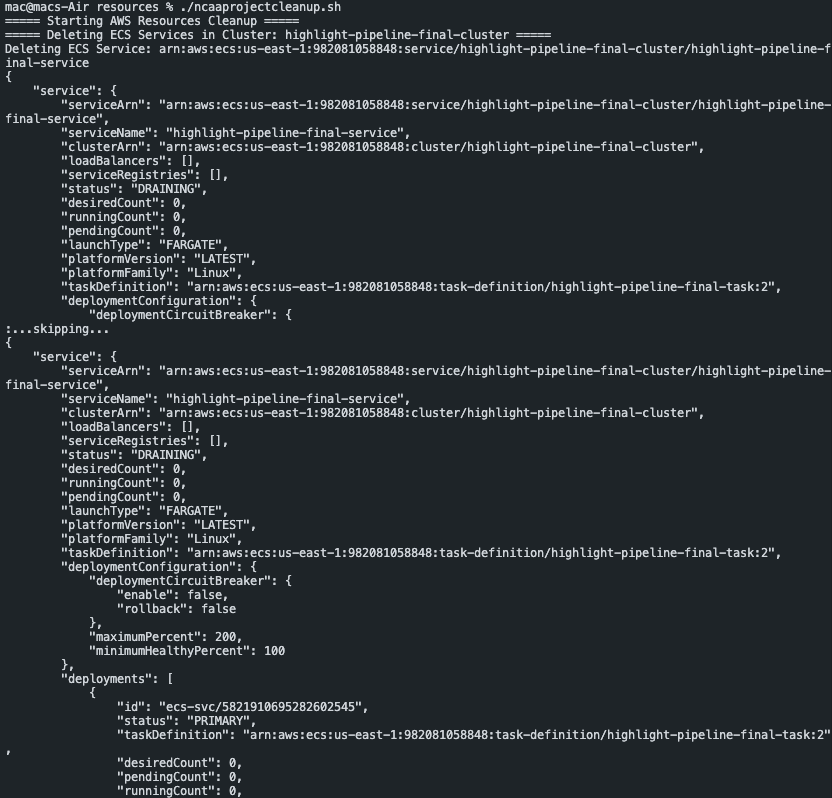 mac@macs-Air resources % ./ncaaprojectcleanup.sh
===== Starting AWS Resources Cleanup =====
===== Deleting ECS Services in Cluster: highlight-pipeline-final-cluster =====
Deleting ECS Service: arn:aws:ecs:us-east-1:982081058848:service/highlight-pipeline-final-cluster/highlight-pipeline-f
inal-service
{
    "service": {
        "serviceArn": "arn:aws:ecs:us-east-1:982081058848:service/highlight-pipeline-final-cluster/highlight-pipeline-
final-service",
        "serviceName": "highlight-pipeline-final-service",
        "clusterArn": "arn:aws:ecs:us-east-1:982081058848:cluster/highlight-pipeline-final-cluster",
        "loadBalancers": [],
        "serviceRegistries": [],
        "status": "DRAINING",
        "desiredCount": 0,
        "runningCount": 0,
        "pendingCount": 0,
        "launchType": "FARGATE",
        "platformVersion": "LATEST",
        "platformFamily": "Linux",
        "taskDefinition": "arn:aws:ecs:us-east-1:982081058848:task-definition/highlight-pipeline-final-task:2",
        "deploymentConfiguration": {
            "deploymentCircuitBreaker": {
:...skipping...
{
    "service": {
        "serviceArn": "arn:aws:ecs:us-east-1:982081058848:service/highlight-pipeline-final-cluster/highlight-pipeline-
final-service",
        "serviceName": "highlight-pipeline-final-service",
        "clusterArn": "arn:aws:ecs:us-east-1:982081058848:cluster/highlight-pipeline-final-cluster",
        "loadBalancers": [],
        "serviceRegistries": [],
        "status": "DRAINING",
        "desiredCount": 0,
        "runningCount": 0,
        "pendingCount": 0,
        "launchType": "FARGATE",
        "platformVersion": "LATEST",
        "platformFamily": "Linux",
        "taskDefinition": "arn:aws:ecs:us-east-1:982081058848:task-definition/highlight-pipeline-final-task:2",
        "deploymentConfiguration": {
            "deploymentCircuitBreaker": {
                "enable": false,
                "rollback": false
            },
            "maximumPercent": 200,
            "minimumHealthyPercent": 100
        },
        "deployments": [
            {
                "id": "ecs-svc/5821910695282602545",
                "status": "PRIMARY",
                "taskDefinition": "arn:aws:ecs:us-east-1:982081058848:task-definition/highlight-pipeline-final-task:2"
,
                "desiredCount": 0,
                "pendingCount": 0,
                "runningCount": 0,